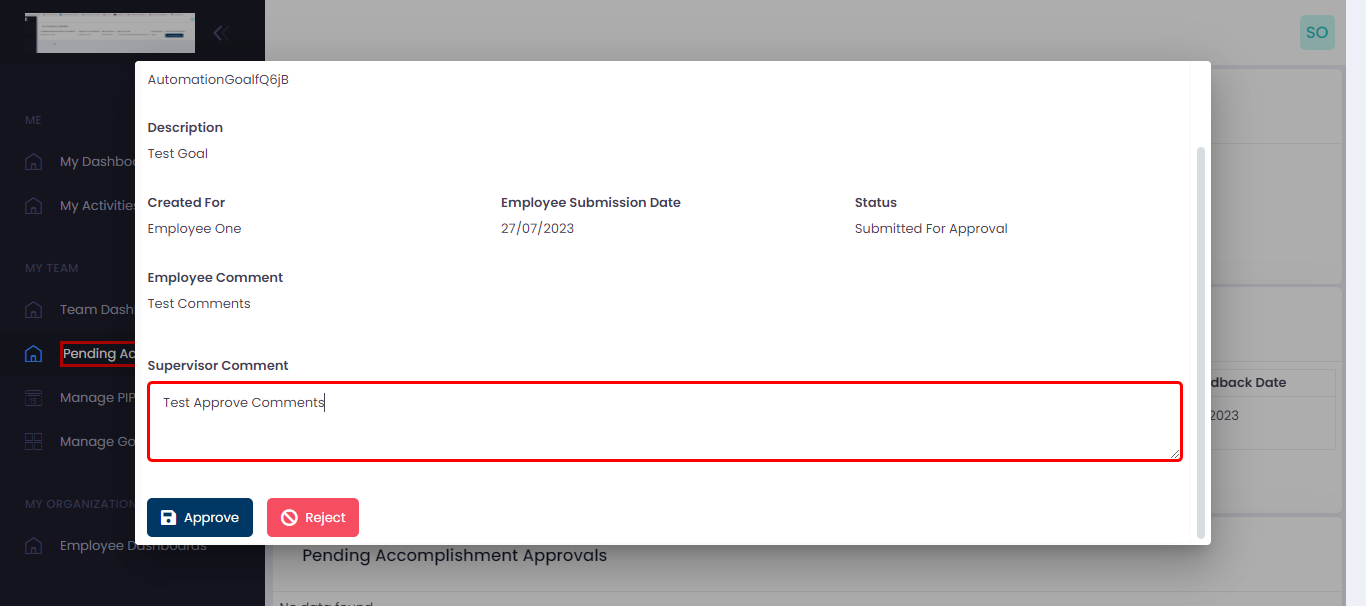 SO
ME
My Dashboa
My Activities
MY TEAM
Team Dash
Pending Ac
Manage PIP
Manage Go
MY ORGANIZATION
Employee Dashboards
AutomationGoalfQ6jB
Description
Test Goal
Created For
Employee Submission Date
Status
Employee One
27/07/2023
Submitted For Approval
Employee Comment
Test Comments
Supervisor Comment
Test Approve Comments
Approve
Reject
dback Date
2023
Pending Accomplishment Approvals
No data found